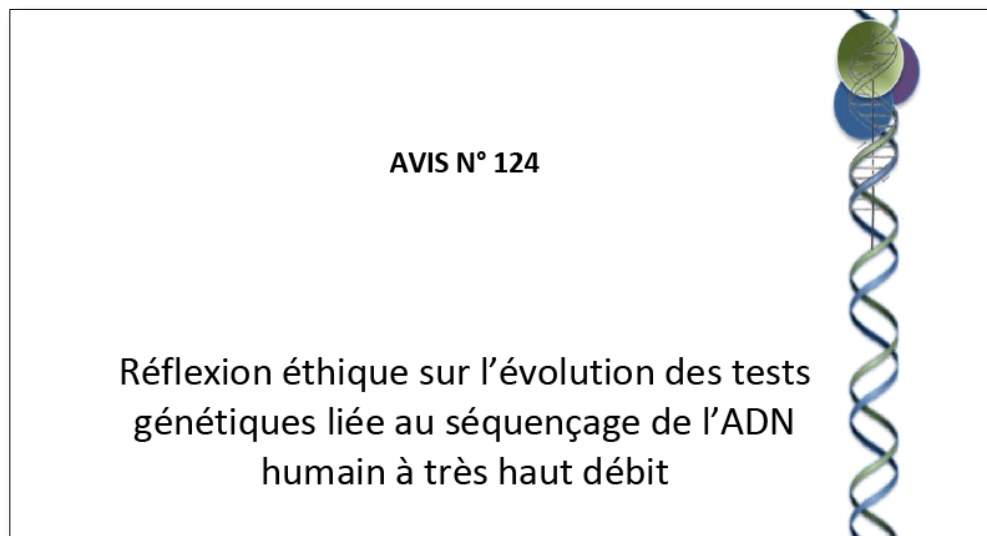 AVIS N° 124
Réflexion éthique sur l’évolution des tests
génétiques liée au séquençage de l’ADN
humain à très haut débit